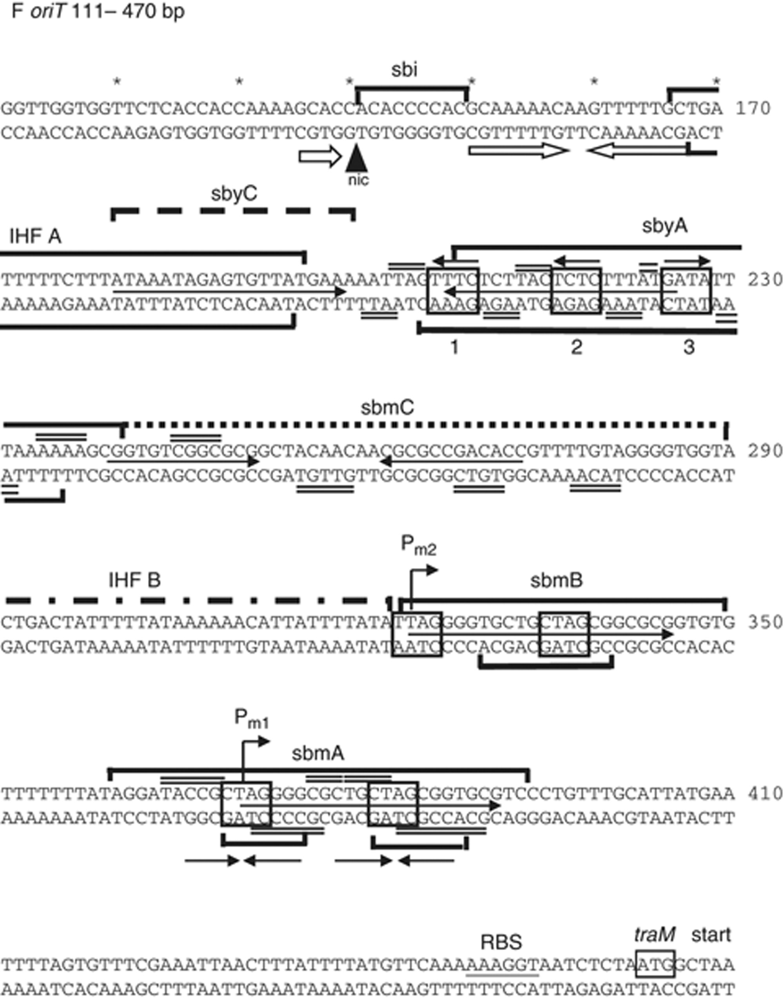 F oriT 111– 470 bp
sbi
* * * * * *
GGTTGGTGGTTCTCACCACCAAAAGCACCACACCCCACGCAAAAACAAGTTTTTGCTGA 170
CCAACCACCAAGAGTGGTGGTTTTCGTGGTGTGGGGTGCGTTTTTGTTCAAAAACGACT
nic
sbyC
IHF A
sbyA
TTTTTCTTTATAAATAGAGTGTTATGAAAAATTAGTTTCTCTTACTCTCTTTATGATATT 230
AAAAAGAAATATTTATCTCACAATACTTTTTAATCAAAGAGAATGAGAGAAATACTATAA
1 2 3
sbmC
TAAAAAAGCGGTGTCGGCGCGGCTACAACAACGCGCCGACACCGTTTTGTAGGGGTGGTA 290
ATTTTTTCGCCACAGCCGCGCCGATGTTGTTGCGCGGCTGTGGCAAAACATCCCCACCAT
Pm2
IHF B
sbmB
CTGACTATTTTTATAAAAAACATTATTTTATATTAGGGGTGCTGCTAGCGGCGCGGTGTG 350
GACTGATAAAAATATTTTTTGTAATAAAATATAATCCCCACGACGATCGCCGCGCCACAC
Pm1
sbmA
TTTTTTTATAGGATACCGCTAGGGGCGCTGCTAGCGGTGCGTCCCTGTTTGCATTATGAA 410
AAAAAAATATCCTATGGCGATCCCCGCGACGATCGCCACGCAGGGACAAACGTAATACTT
RBS
traM start
TTTTAGTGTTTCGAAATTAACTTTATTTTATGTTCAAAAAAGGTAATCTCTAATGGCTAA
AAAATCACAAAGCTTTAATTGAAATAAAATACAAGTTTTTTCCATTAGAGATTACCGATT